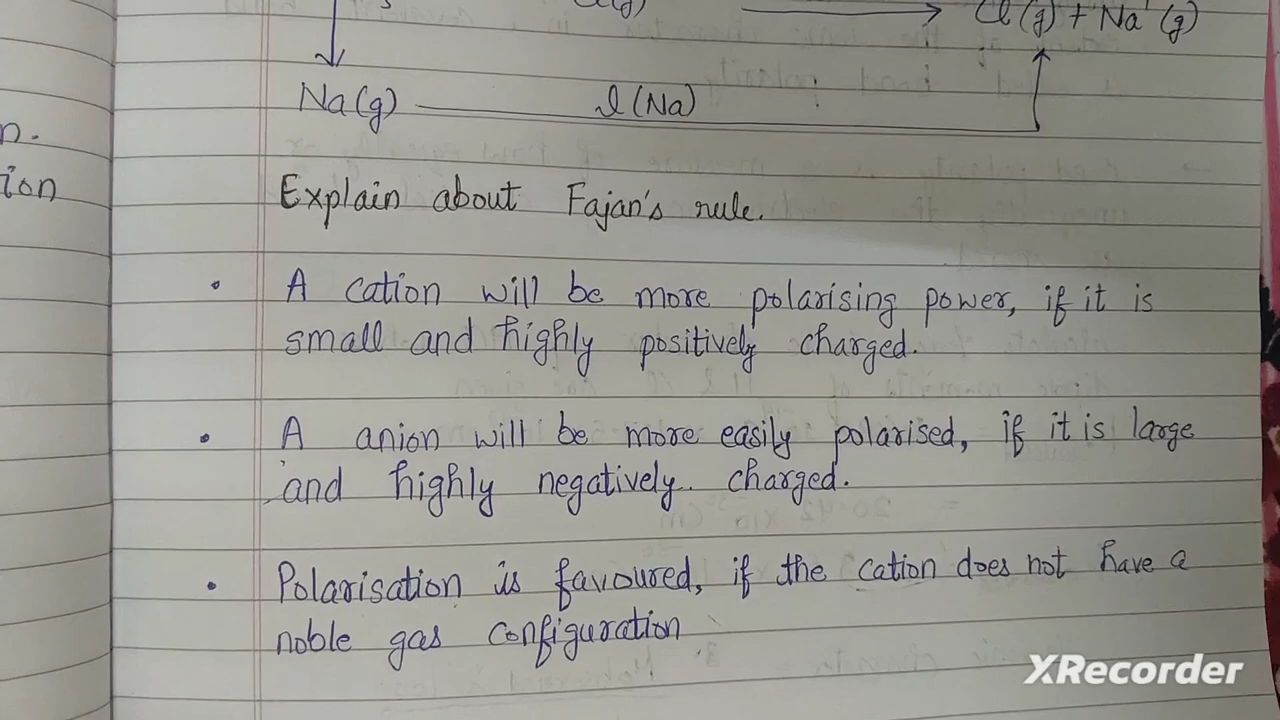 Cl(g) + Na (g)
Na(g) I(Na)
n.
ion
Explain about Fajan's rule.
• A cation will be more polarising power, if it is
small and highly positively charged.
• A anion will be more easily polarised, if it is large
and highly negatively. charged.
• Polarisation is favoured, if the cation does not have a
noble gas configuration
XRecorder